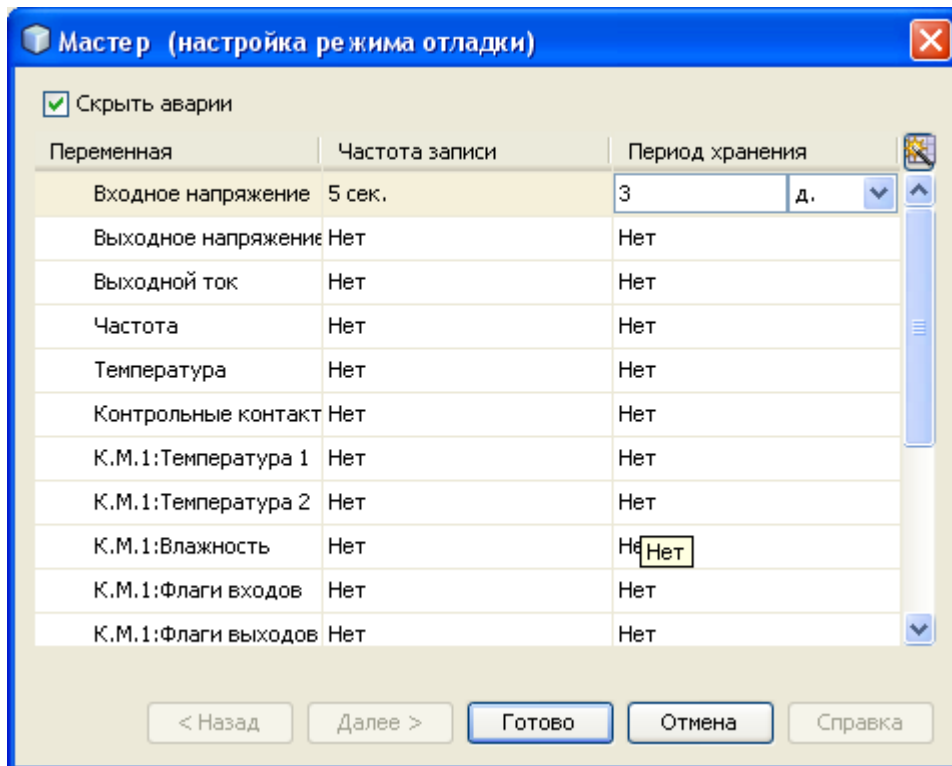 Мастер (настройка режима отладки)
Скрыть аварии
Переменная Частота записи Период хранения
Входное напряжение 5 сек. 3 д.
Выходное напряжение Нет Нет
Выходной ток Нет Нет
Частота Нет Нет
Температура Нет Нет
Контрольные контакт Нет Нет
К.М.1:Температура 1 Нет Нет
К.М.1:Температура 2 Нет Нет
К.М.1:Влажность Нет Не Нет
К.М.1:Флаги входов Нет Нет
К.М.1:Флаги выходов Нет Нет
< Назад Далее > Готово Отмена Справка